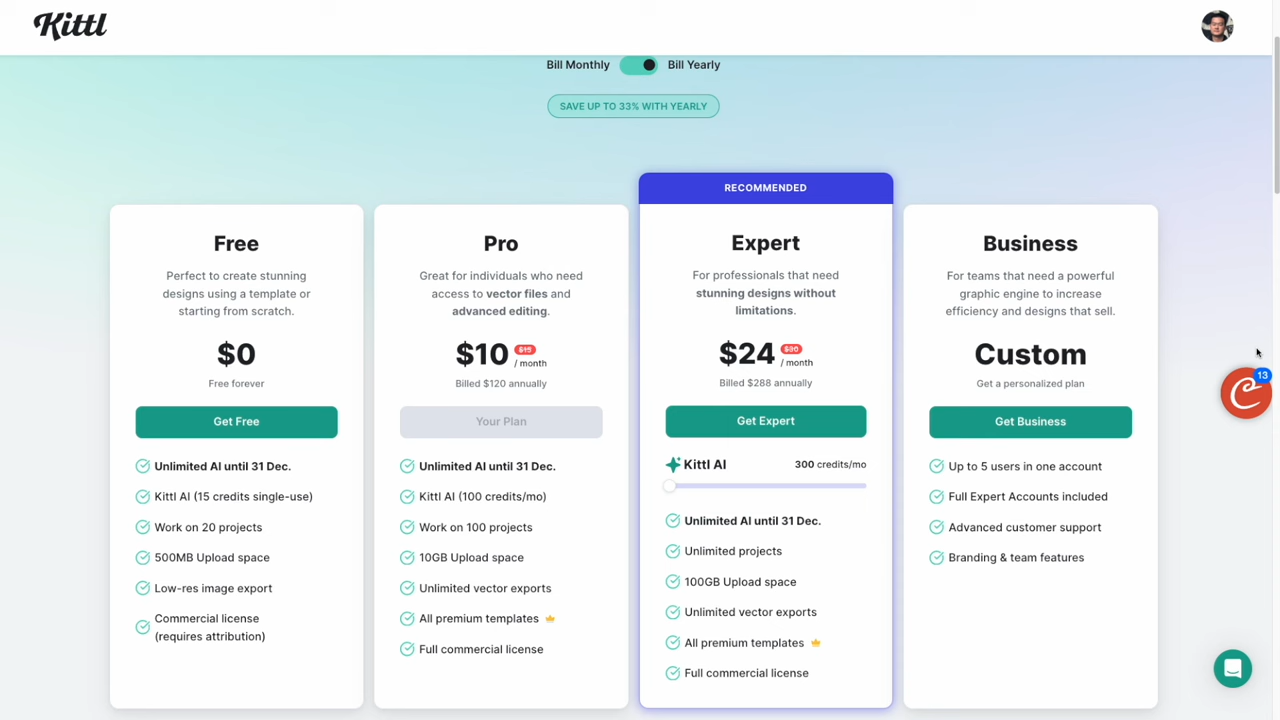 Kittl
Bill Monthly Bill Yearly
SAVE UP TO 33% WITH YEARLY
Free
Perfect to create stunning
designs using a template or
starting from scratch.
$0
Free forever
Get Free
Unlimited AI until 31 Dec.
Kittl AI (15 credits single-use)
Work on 20 projects
500MB Upload space
Low-res image export
Commercial license
(requires attribution)
Pro
Great for individuals who need
access to vector files and
advanced editing.
$10 $15
/ month
Billed $120 annually
Your Plan
Unlimited AI until 31 Dec.
Kittl AI (100 credits/mo)
Work on 100 projects
10GB Upload space
Unlimited vector exports
All premium templates
Full commercial license
RECOMMENDED
Expert
For professionals that need
stunning designs without
limitations.
$24 $30
/ month
Billed $288 annually
Get Expert
Kittl AI 300 credits/mo
Unlimited AI until 31 Dec.
Unlimited projects
100GB Upload space
Unlimited vector exports
All premium templates
Full commercial license
Business
For teams that need a powerful
graphic engine to increase
efficiency and designs that sell.
Custom
Get a personalized plan
Get Business
Up to 5 users in one account
Full Expert Accounts included
Advanced customer support
Branding & team features
13